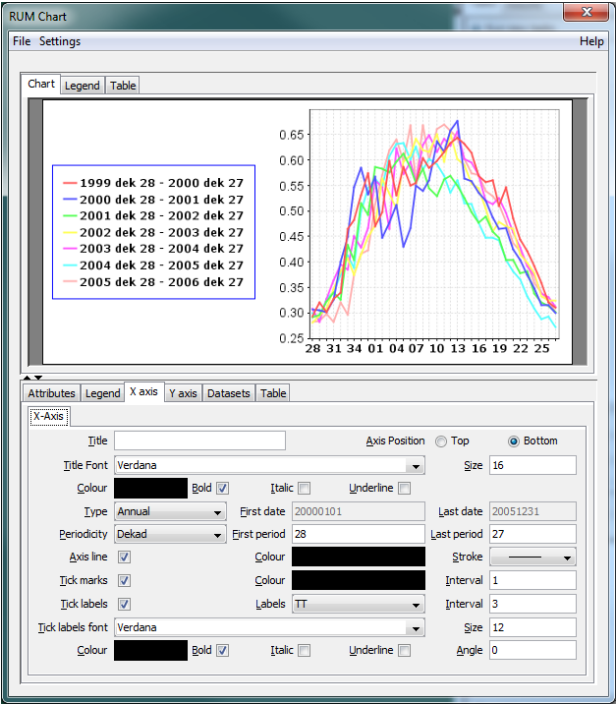 RUM Chart
File Settings Help
Chart Legend Table
1999 dek 28 - 2000 dek 27
2000 dek 28 - 2001 dek 27
2001 dek 28 - 2002 dek 27
2002 dek 28 - 2003 dek 27
2003 dek 28 - 2004 dek 27
2004 dek 28 - 2005 dek 27
2005 dek 28 - 2006 dek 27
0.65
0.60
0.55
0.50
0.45
0.40
0.35
0.30
0.25
28 31 34 01 04 07 10 13 16 19 22 25
Attributes Legend X axis Y axis Datasets Table
X-Axis
Title Axis Position Top Bottom
Title Font Verdana Size 16
Colour Bold Italic Underline
Type Annual First date 20000101 Last date 20051231
Periodicity Dekad First period 28 Last period 27
Axis line Colour Stroke
Tick marks Colour Interval 1
Tick labels Labels TT Interval 3
Tick labels font Verdana Size 12
Colour Bold Italic Underline Angle 0